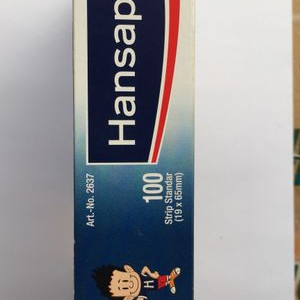 Hansap
100
Strip Standar
(19 x 65mm)
Art.-No. 2637
H